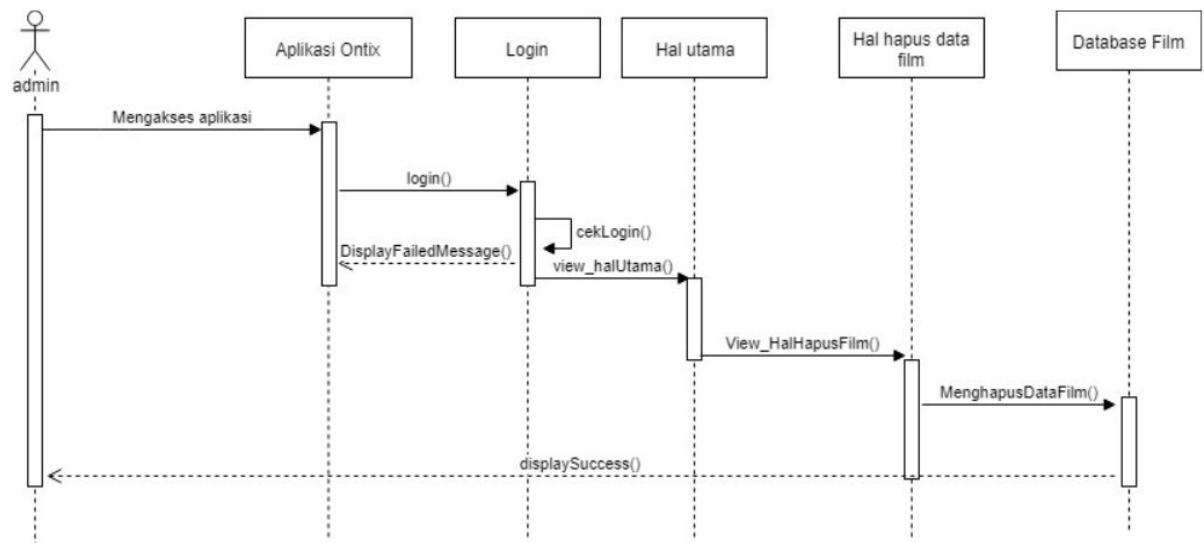 admin
Aplikasi Ontix
Login
Hal utama
Hal hapus data
film
Database Film
Mengakses aplikasi
login()
cekLogin()
DisplayFailedMessage()
view_halUtama()
View_HalHapusFilm()
MenghapusDataFilm()
displaySuccess()